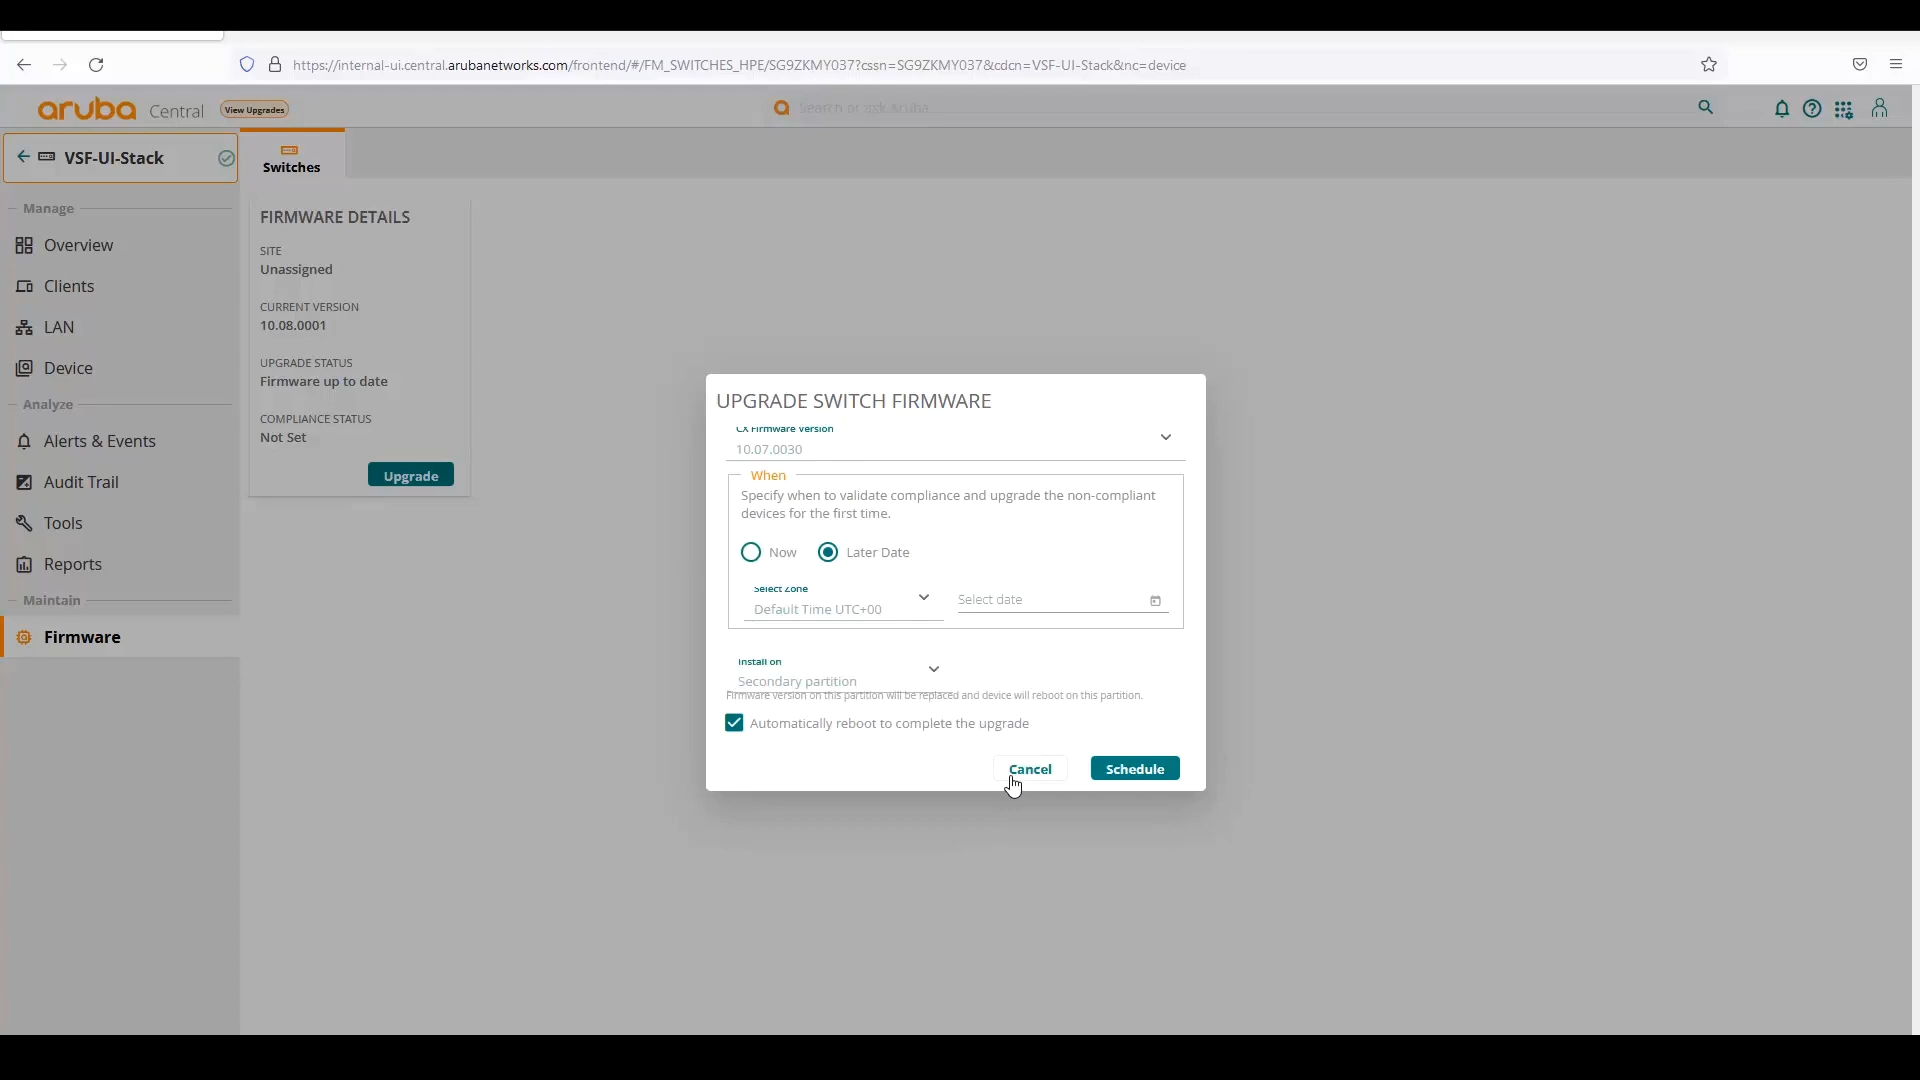 https://internal-ui.central.arubanetworks.com/frontend/#/FM_SWITCHES_HPE/SG9ZKMY037?cssn=SG9ZKMY037&cdcn=VSF-UI-Stack&nc=device
aruba Central View Upgrades
Search or ask Aruba
VSF-UI-Stack
Switches
Manage
Overview
Clients
LAN
Device
Analyze
Alerts & Events
Audit Trail
Tools
Reports
Maintain
Firmware
FIRMWARE DETAILS
SITE
Unassigned
CURRENT VERSION
10.08.0001
UPGRADE STATUS
Firmware up to date
COMPLIANCE STATUS
Not Set
Upgrade
UPGRADE SWITCH FIRMWARE
CX Firmware Version
10.07.0030
When
Specify when to validate compliance and upgrade the non-compliant
devices for the first time.
Now Later Date
Select Zone
Default Time UTC+00
Select date
Install on
Secondary partition
Firmware version on this partition will be replaced and device will reboot on this partition.
Automatically reboot to complete the upgrade
Cancel Schedule